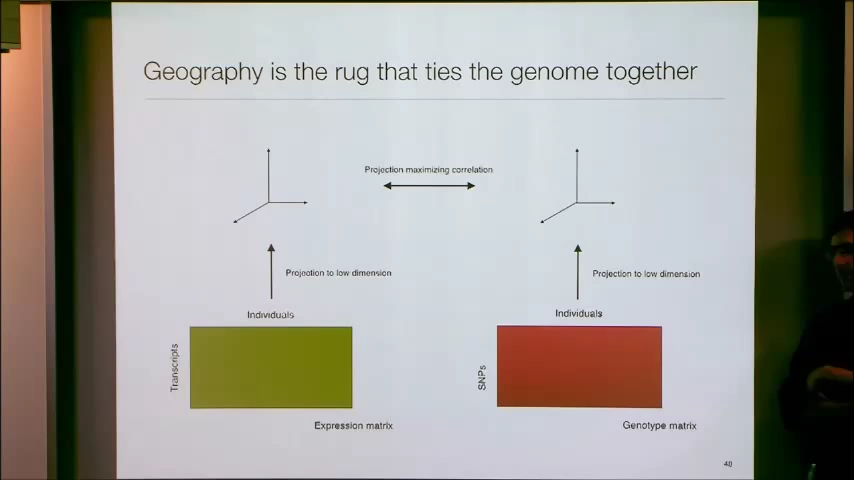 Geography is the rug that ties the genome together
Projection maximizing correlation
Projection to low dimension
Projection to low dimension
Individuals
Individuals
Transcripts
SNPs
Expression matrix
Genotype matrix
40